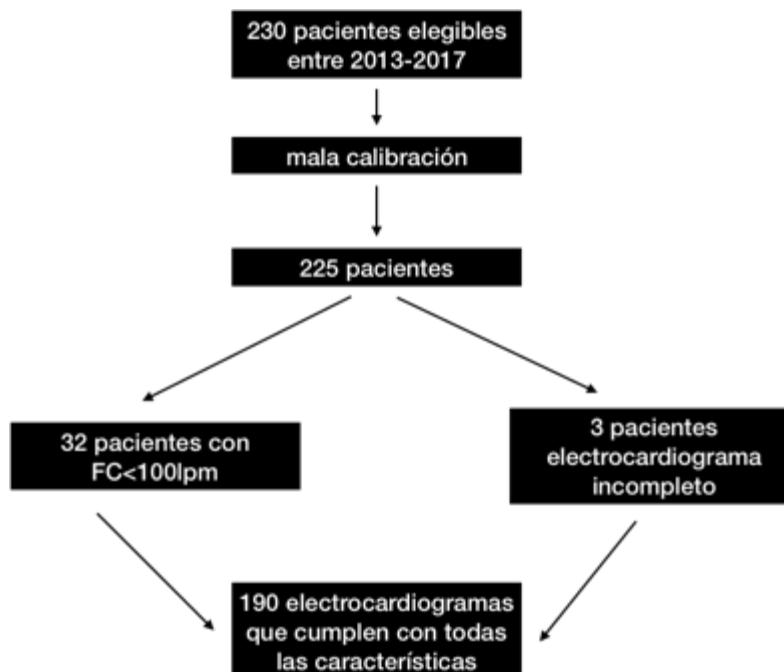 230 pacientes elegibles
entre 2013-2017
mala calibración
225 pacientes
32 pacientes con
FC<100lpm
3 pacientes
electrocardiograma
incompleto
190 electrocardiogramas
que cumplen con todas
las características